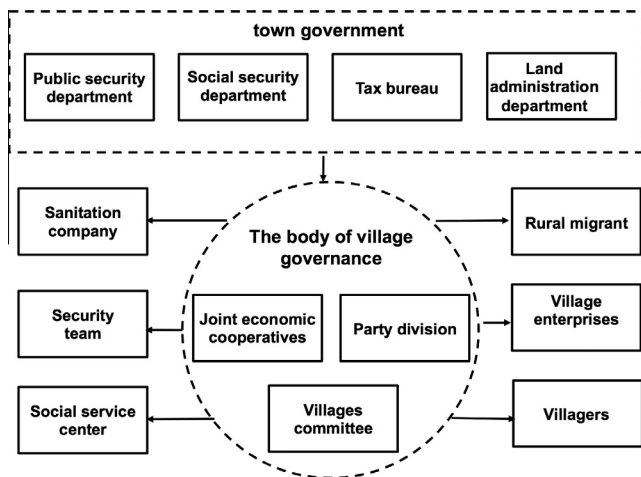 town government
Public security
department
Social security
department
Tax bureau
Land
administration
department
Sanitation
company
The body of village
governance
Rural migrant
Security
team
Joint economic
cooperatives
Party division
Village
enterprises
Social service
center
Villages
committee
Villagers